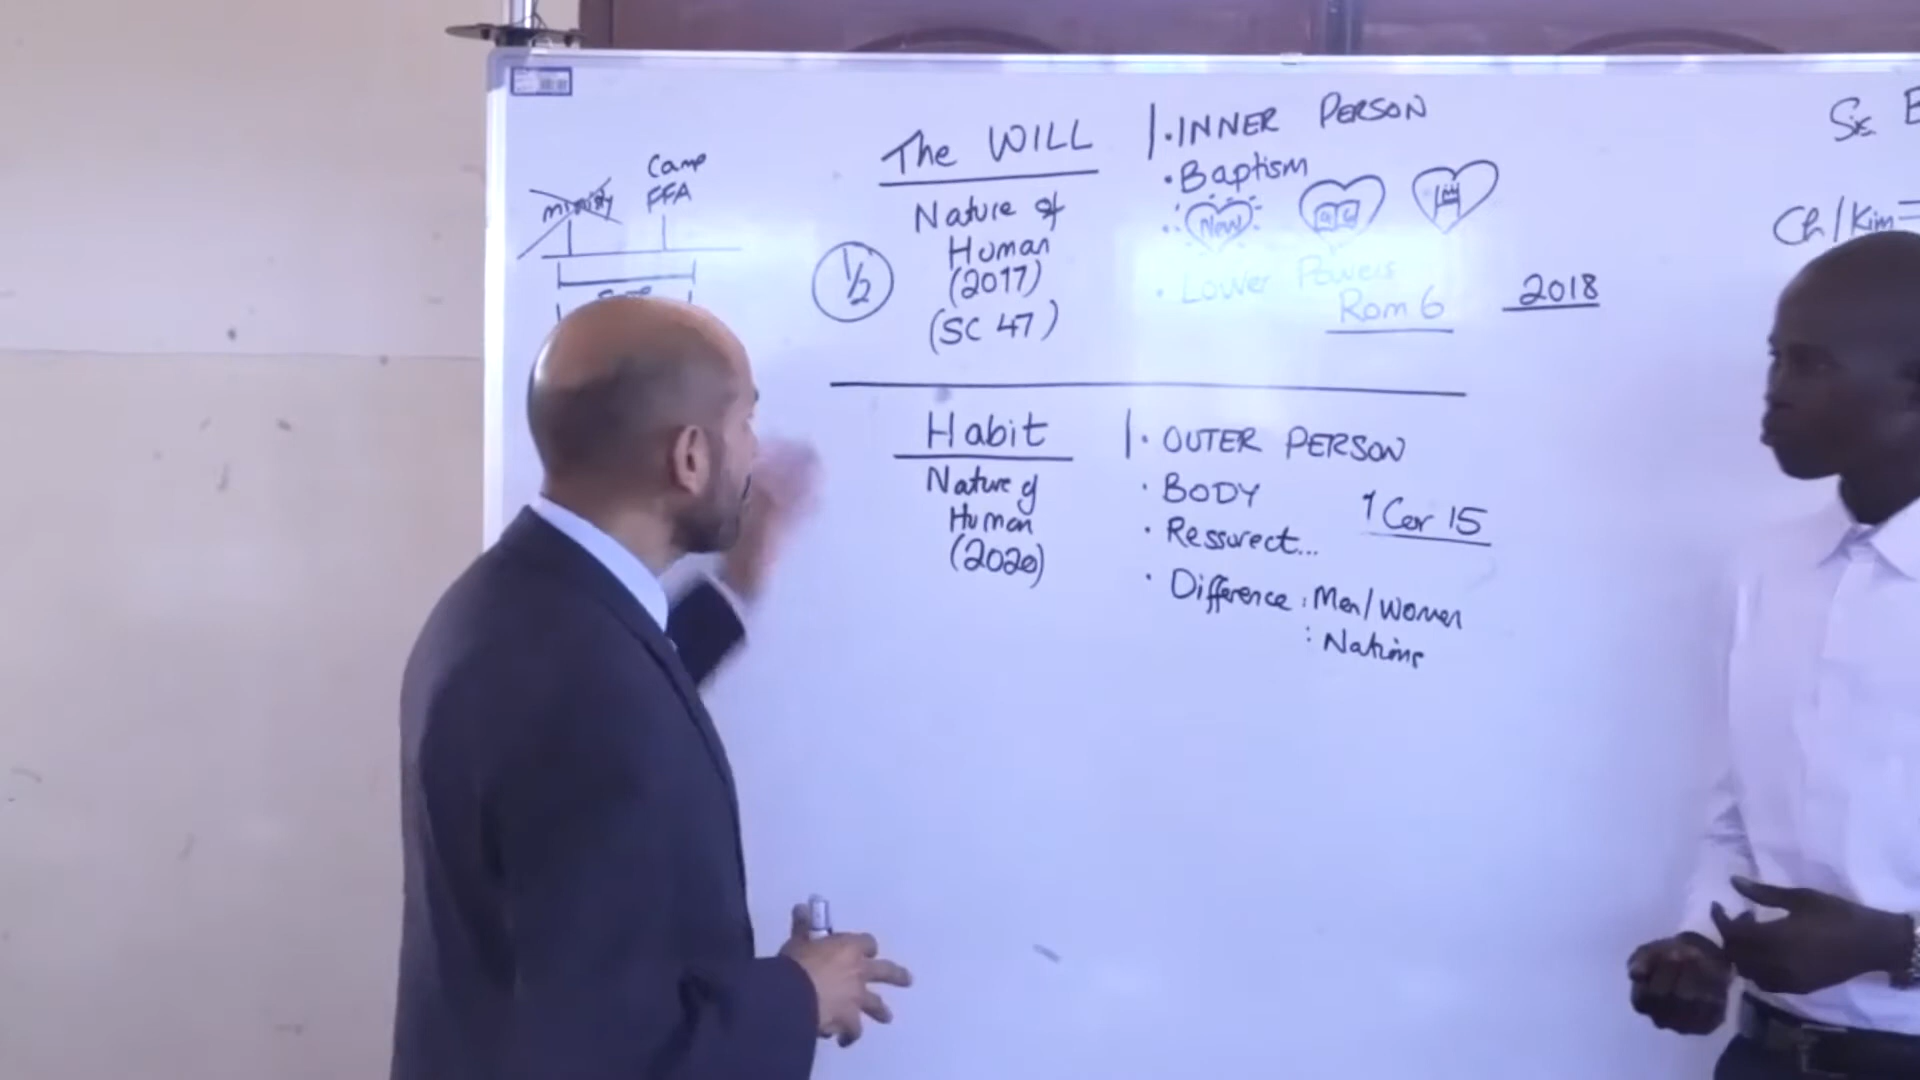 ministry
Camp
FFA
1/2
The WILL
Nature of
Human
(2017)
(SC 47)
1. INNER PERSON
• Baptism
New
• Lower Powers
Rom 6
2018
Habit
Nature of
Human
(2020)
1. OUTER PERSON
• BODY
1 Cor 15
• Ressurect...
• Difference : Men/Women
: Nations
Sis
Ch/Kim=